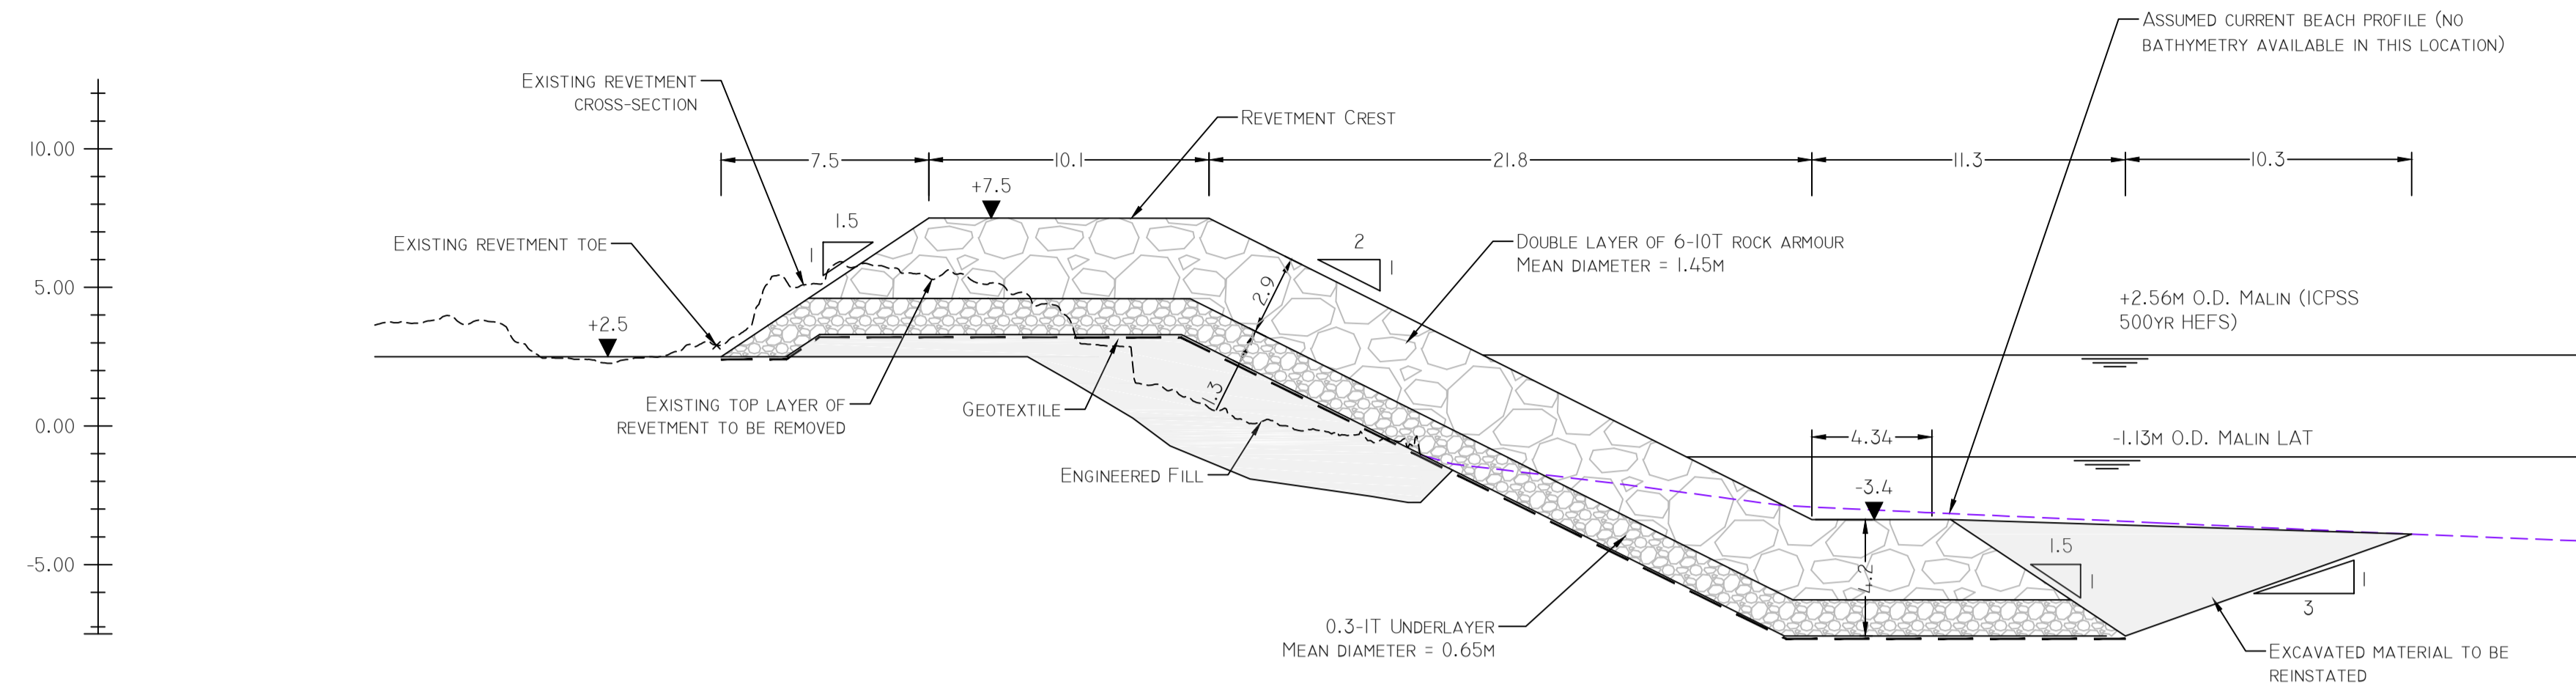 ASSUMED CURRENT BEACH PROFILE (NO
BATHYMETRY AVAILABLE IN THIS LOCATION)
EXISTING REVETMENT
CROSS-SECTION
REVETMENT CREST
10.00
7.5
10.1
21.8
11.3
10.3
+7.5
1.5
1
EXISTING REVETMENT TOE
2
1
DOUBLE LAYER OF 6-10T ROCK ARMOUR
MEAN DIAMETER = 1.45M
5.00
2.9
+2.56M O.D. MALIN (ICPSS
500YR HEFS)
+2.5
1.3
EXISTING TOP LAYER OF
REVETMENT TO BE REMOVED
GEOTEXTILE
0.00
4.34
-1.13M O.D. MALIN LAT
ENGINEERED FILL
-3.4
-5.00
4.2
1.5
1
1
3
0.3-1T UNDERLAYER
MEAN DIAMETER = 0.65M
EXCAVATED MATERIAL TO BE
REINSTATED